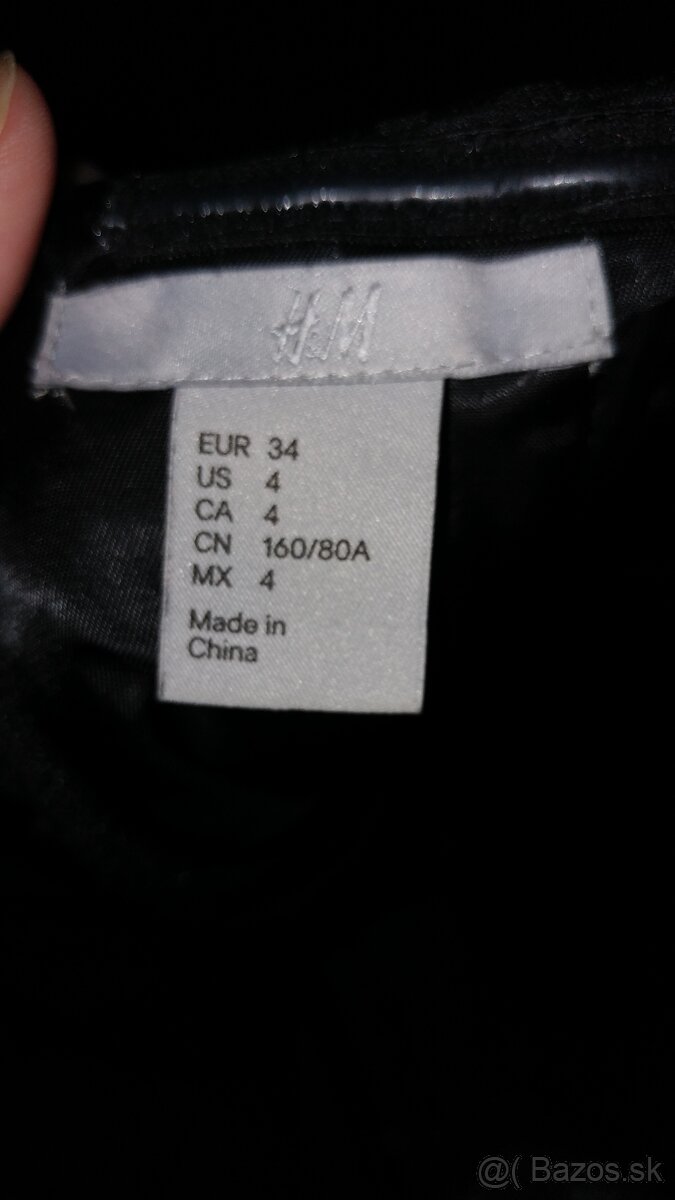 H&M
EUR 34
US 4
CA 4
CN 160/80A
MX 4
Made in
China
@( Bazos.sk